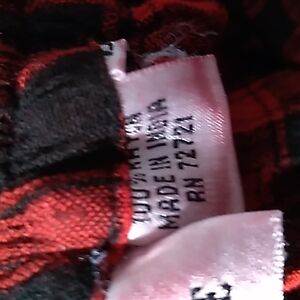 100% RAYON
MADE IN INDIA
RN 72721
E